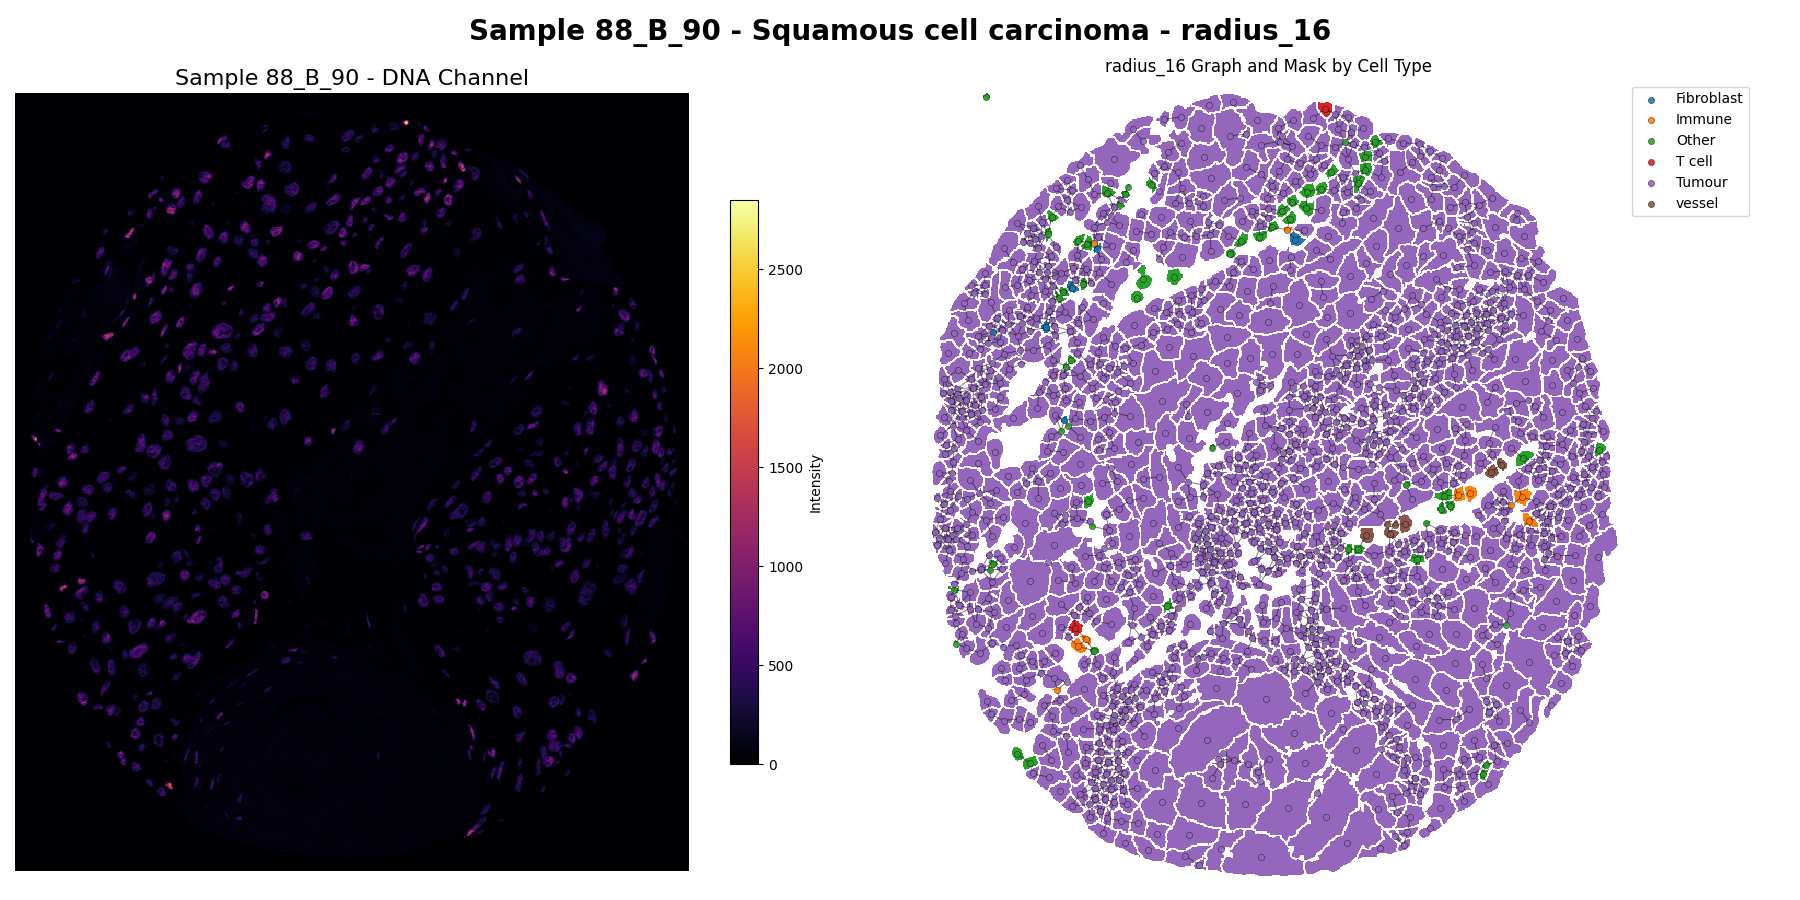 Sample 88_B_90 - Squamous cell carcinoma - radius_16
Sample 88_B_90 - DNA Channel
radius_16 Graph and Mask by Cell Type
Fibroblast
Immune
Other
T cell
Tumour
vessel
2500
2000
1500
1000
500
0
Intensity